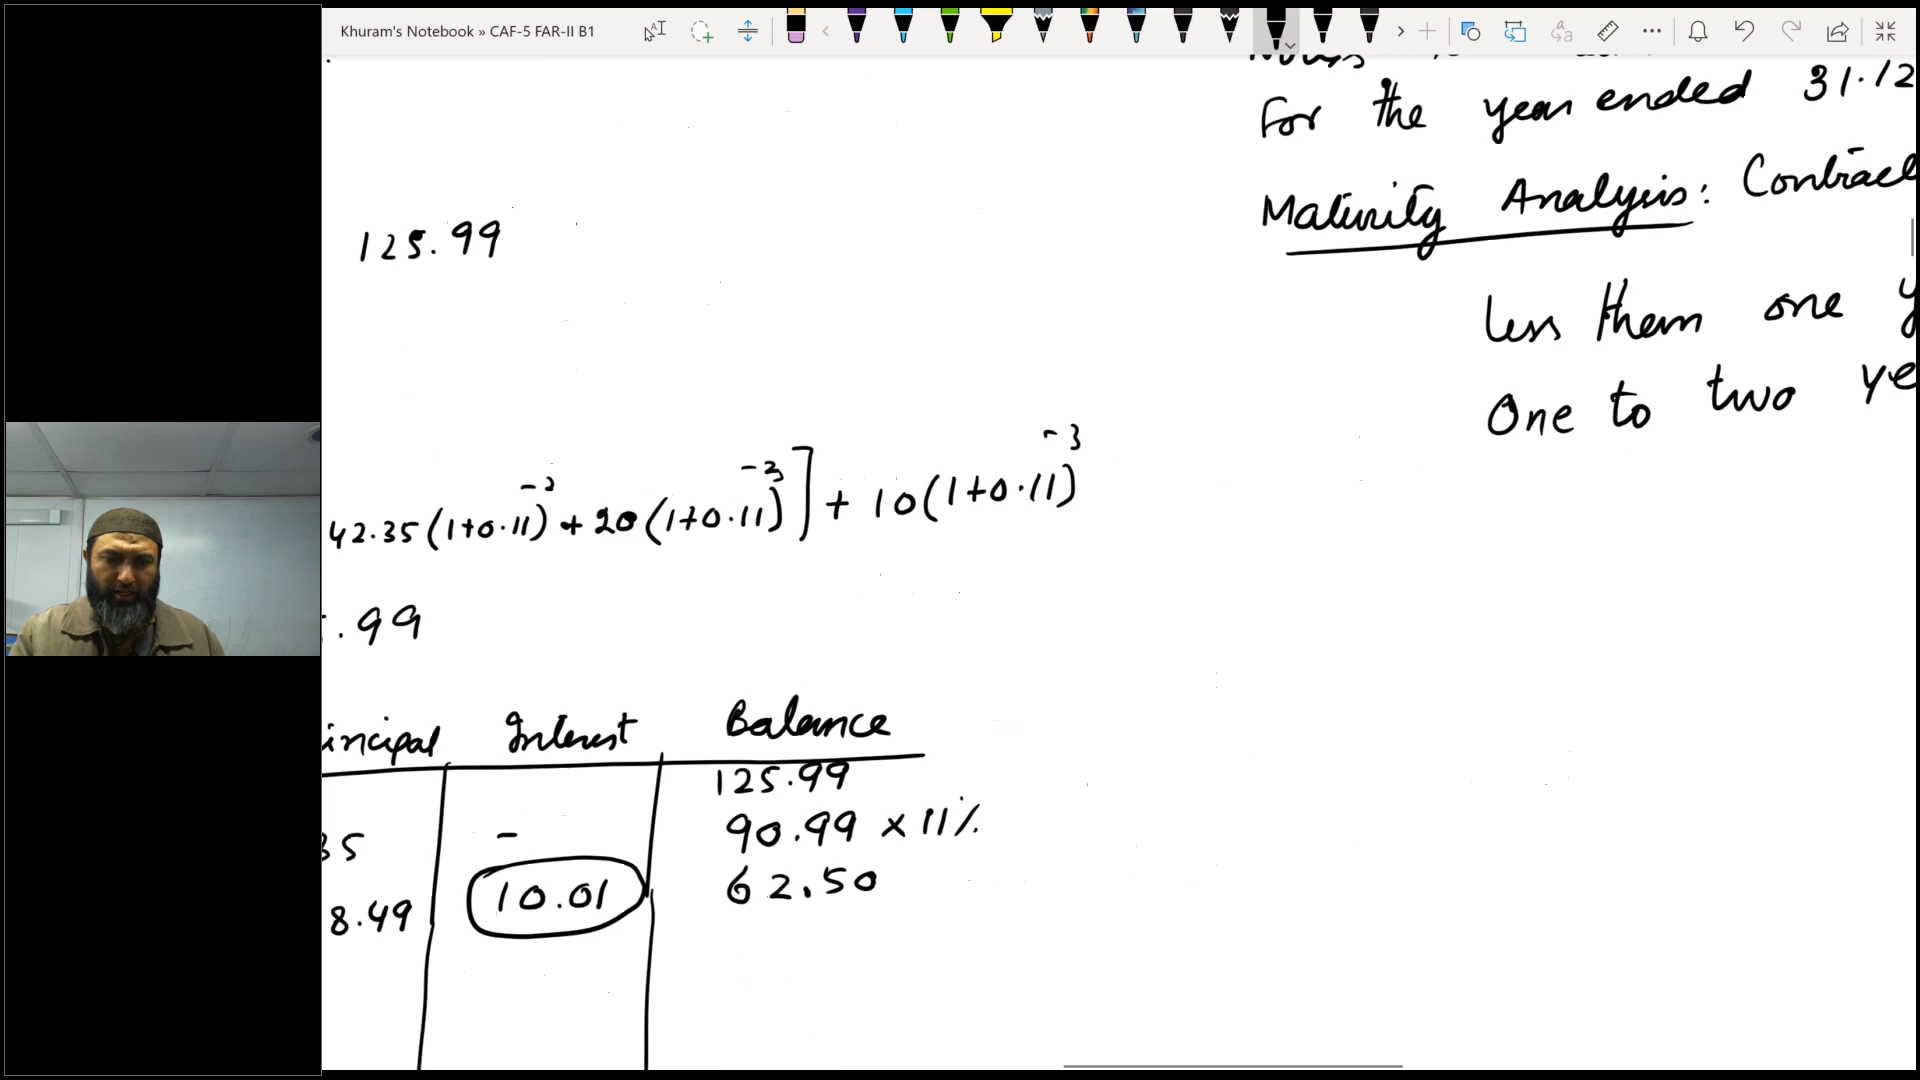 Khuram's Notebook » CAF-5 FAR-II B1
For the year ended 31.12
Maturity Analysis: Contract
less than one y
One to two ye
125.99
42.35(1+0.11)^-2 + 20(1+0.11)^-3] + 10(1+0.11)^-3
.99
incipal Interest Balance
125.99
35 - 90.99 x 11%
8.49 10.01 62.50